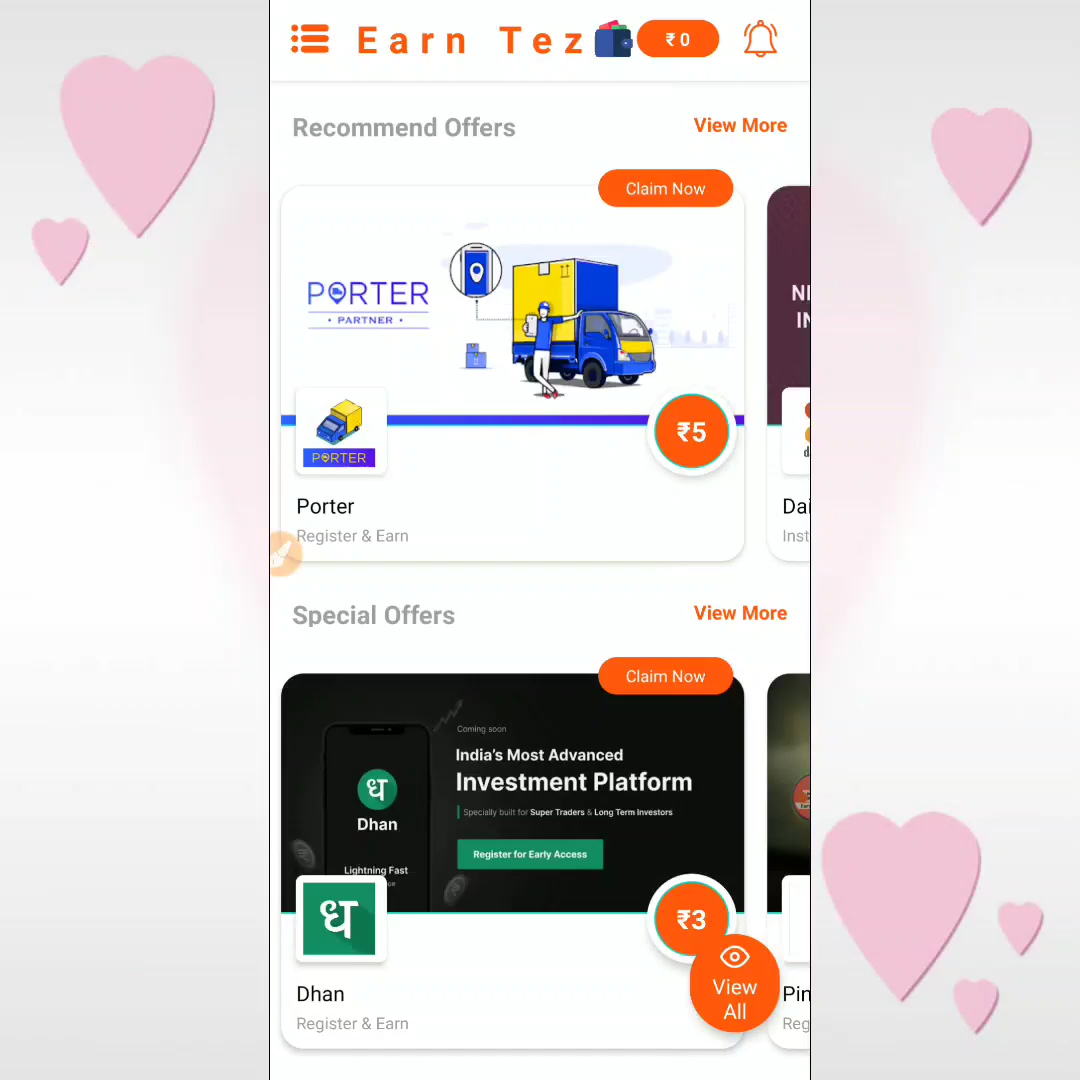 Earn Tez
₹ 0
Recommend Offers
View More
Claim Now
PORTER
• PARTNER •
PORTER
₹5
Porter
Register & Earn
Special Offers
View More
Claim Now
Coming soon
India's Most Advanced
Investment Platform
Specially built for Super Traders & Long Term Investors
Register for Early Access
ध
Dhan
Lightning Fast
ध
₹3
Dhan
Register & Earn
View
All